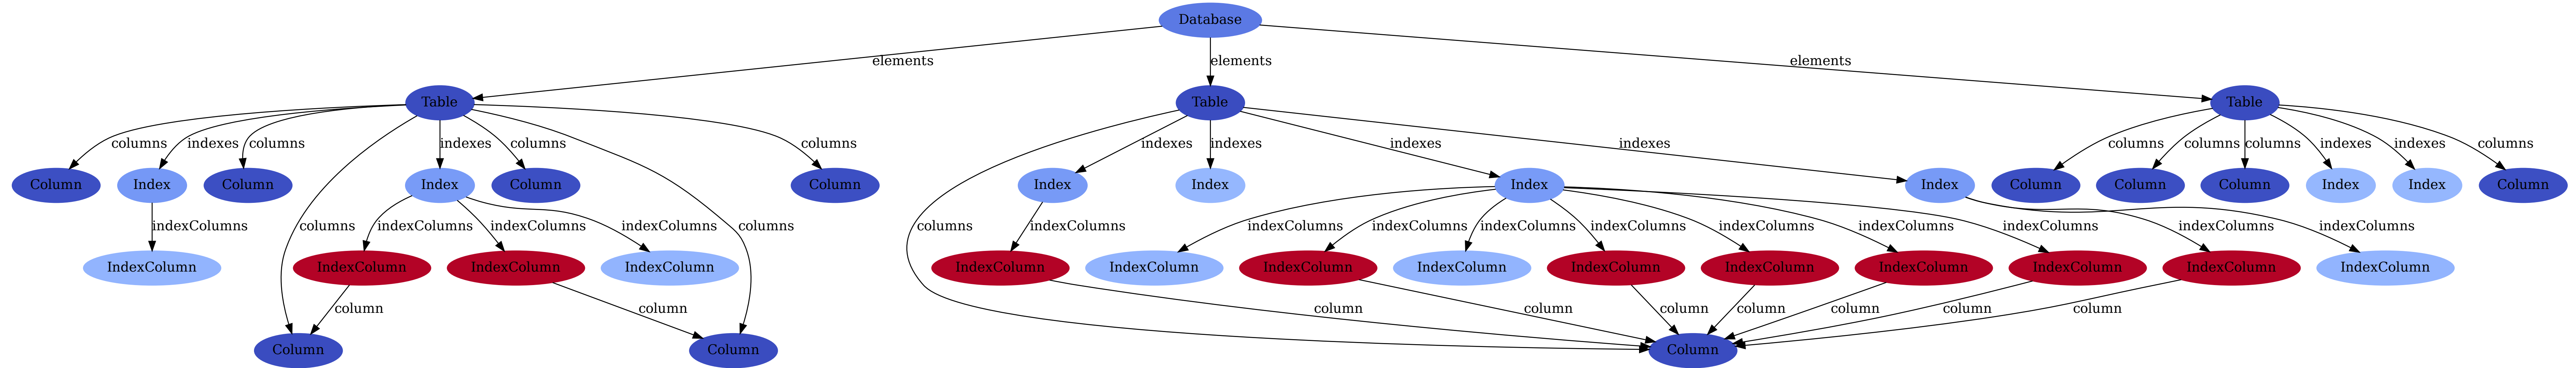 Database
elements elements elements
Table Table Table
columns indexes columns indexes columns columns indexes indexes indexes indexes columns columns columns indexes indexes columns
Column Index Column Index Column Column Index Index Index Index Column Column Column Index Index Column
indexColumns columns indexColumns indexColumns indexColumns columns columns indexColumns indexColumns indexColumns indexColumns indexColumns indexColumns indexColumns indexColumns indexColumns indexColumns
IndexColumn IndexColumn IndexColumn IndexColumn IndexColumn IndexColumn IndexColumn IndexColumn IndexColumn IndexColumn IndexColumn IndexColumn IndexColumn IndexColumn
column column column column column column column column column
Column Column Column